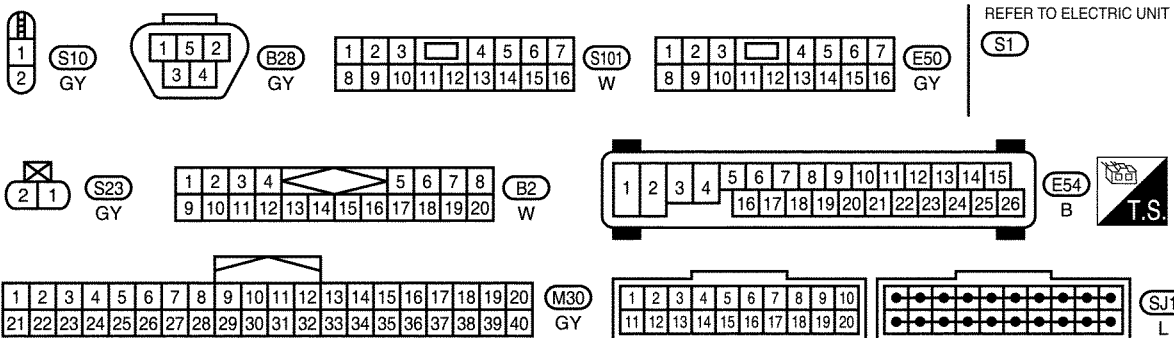 REFER TO ELECTRIC UNIT
1
2
S10
GY
1 5 2
3 4
B28
GY
1 2 3 4 5 6 7
8 9 10 11 12 13 14 15 16
S101
W
1 2 3 4 5 6 7
8 9 10 11 12 13 14 15 16
E50
GY
S1
2 1
S23
GY
1 2 3 4 5 6 7 8
9 10 11 12 13 14 15 16 17 18 19 20
B2
W
1 2 3 4 5 6 7 8 9 10 11 12 13 14 15
16 17 18 19 20 21 22 23 24 25 26
E54
B
T.S.
1 2 3 4 5 6 7 8 9 10 11 12 13 14 15 16 17 18 19 20
21 22 23 24 25 26 27 28 29 30 31 32 33 34 35 36 37 38 39 40
M30
GY
1 2 3 4 5 6 7 8 9 10
11 12 13 14 15 16 17 18 19 20
SJ1
L